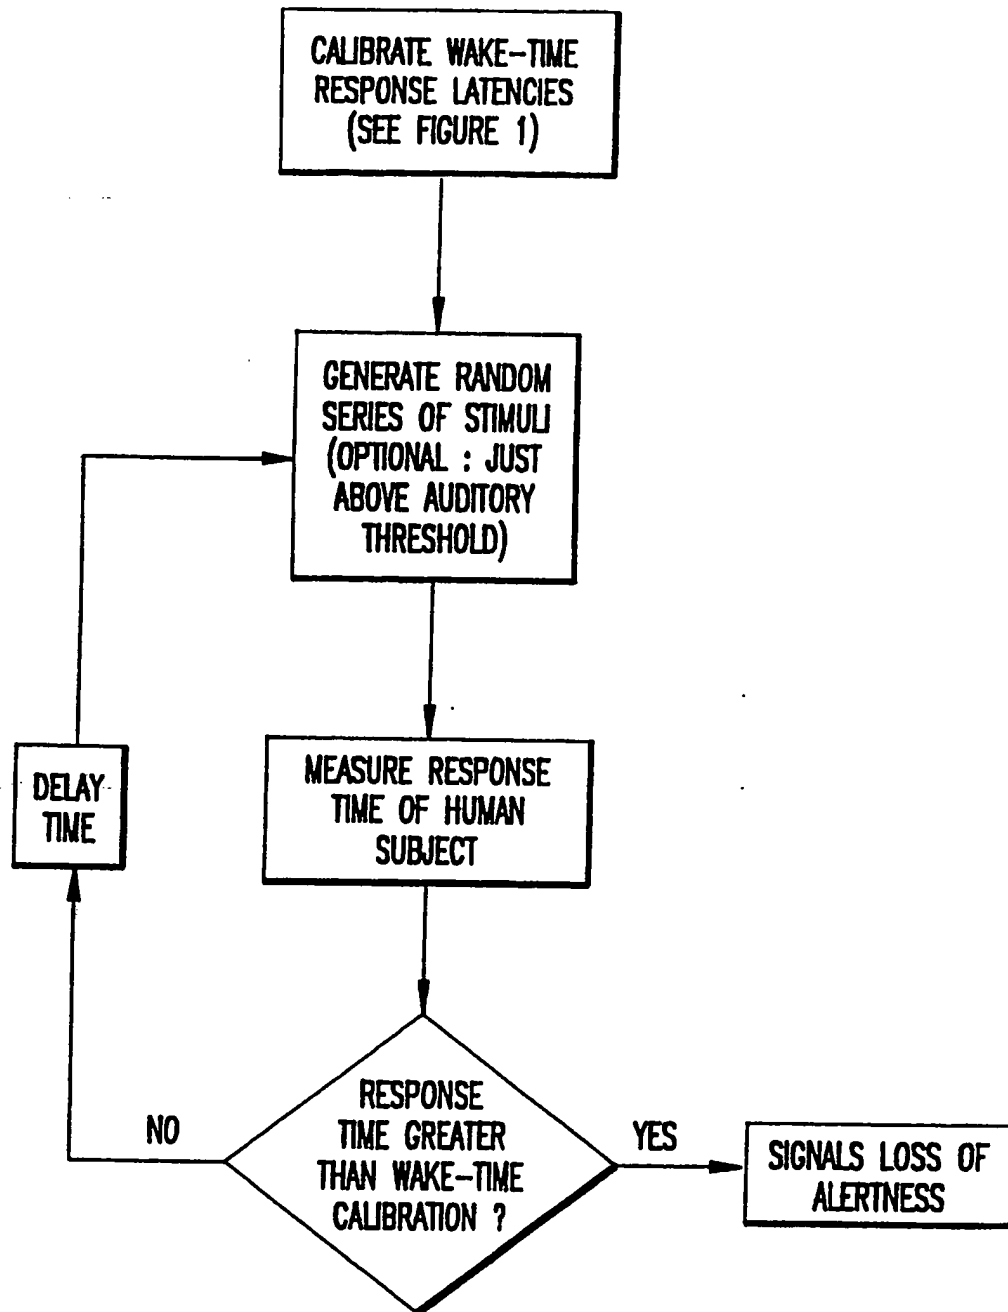 CALIBRATE WAKE-TIME
RESPONSE LATENCIES
(SEE FIGURE 1)
GENERATE RANDOM
SERIES OF STIMULI
(OPTIONAL : JUST
ABOVE AUDITORY
THRESHOLD)
DELAY
TIME
MEASURE RESPONSE
TIME OF HUMAN
SUBJECT
RESPONSE
TIME GREATER
THAN WAKE-TIME
CALIBRATION ?
NO
YES
SIGNALS LOSS OF
ALERTNESS